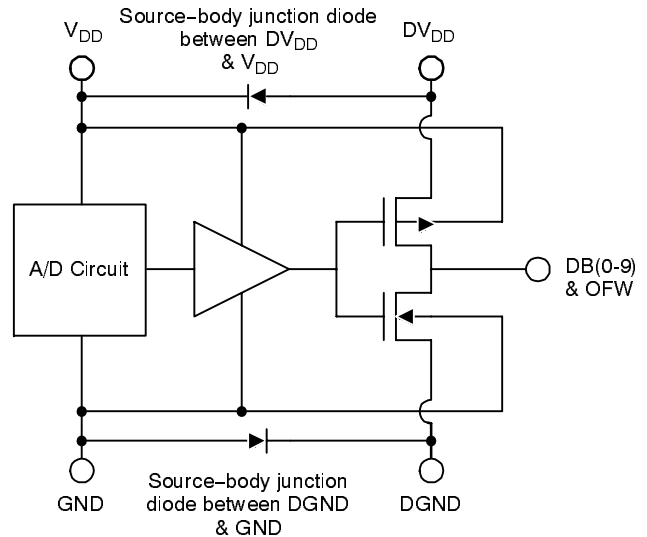 Source–body junction diode
between DVDD
& VDD
VDD
DVDD
A/D Circuit
DB(0-9)
& OFW
GND
Source–body junction
diode between DGND
& GND
DGND